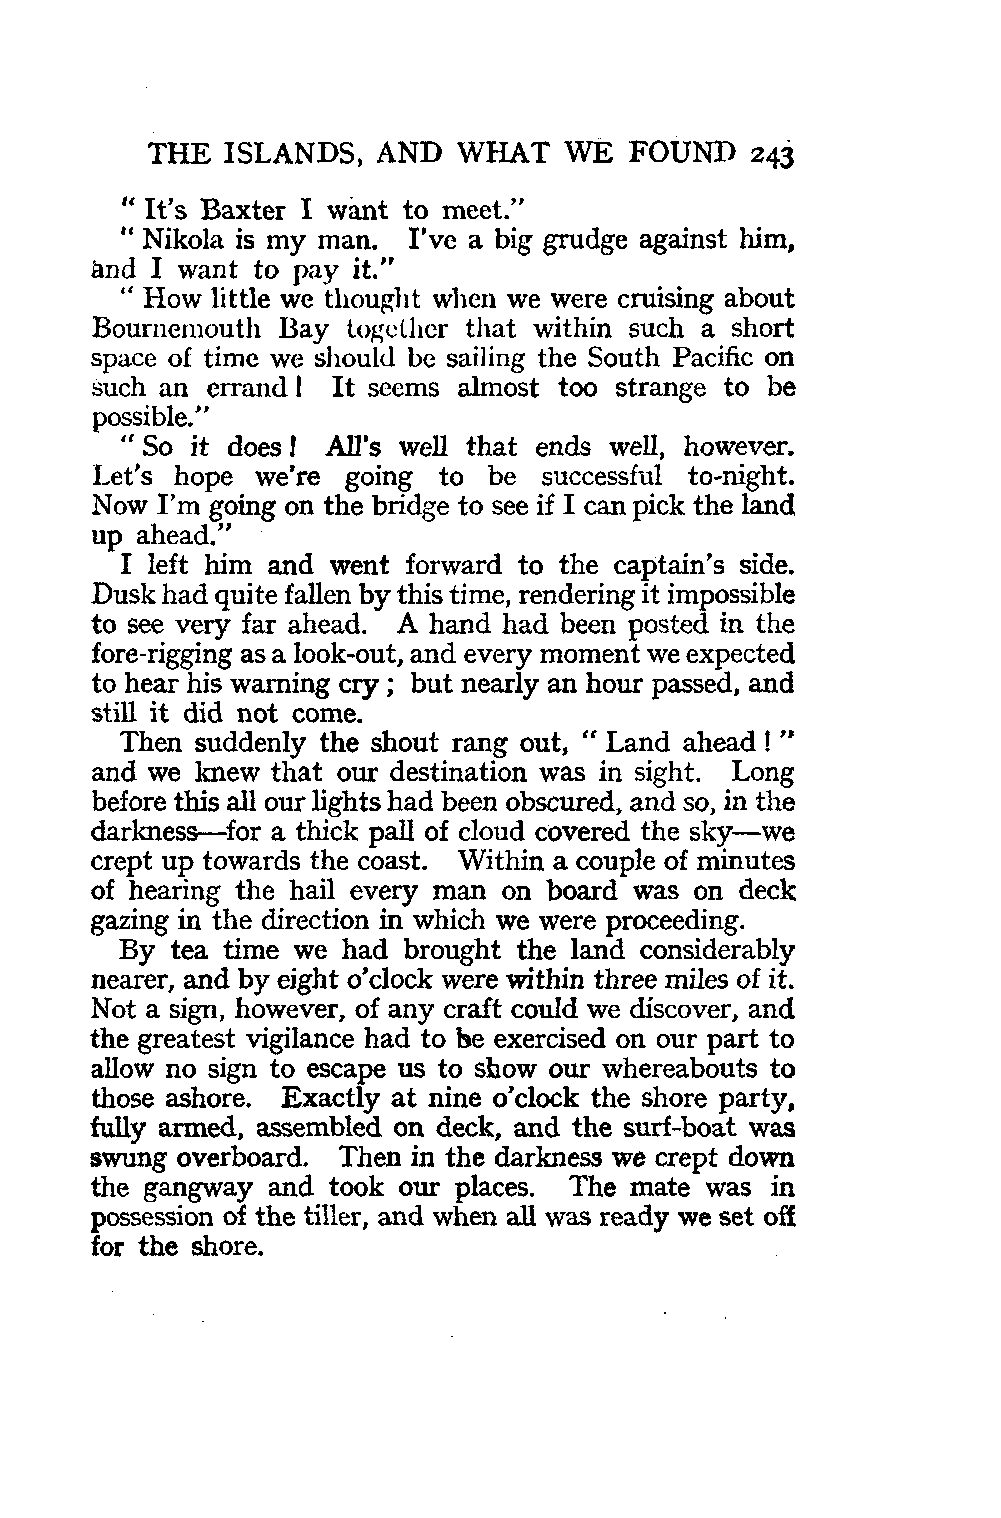 THE ISLANDS, AND WHAT WE FOUND 243
“ It's Baxter I want to meet.”
“ Nikola is my man. I've a big grudge against him,
and I want to pay it.”
“ How little we thought when we were cruising about
Bournemouth Bay together that within such a short
space of time we should be sailing the South Pacific on
such an errand ! It seems almost too strange to be
possible.”
“ So it does ! All's well that ends well, however.
Let's hope we're going to be successful to-night.
Now I'm going on the bridge to see if I can pick the land
up ahead.”
I left him and went forward to the captain's side.
Dusk had quite fallen by this time, rendering it impossible
to see very far ahead. A hand had been posted in the
fore-rigging as a look-out, and every moment we expected
to hear his warning cry ; but nearly an hour passed, and
still it did not come.
Then suddenly the shout rang out, “ Land ahead ! ”
and we knew that our destination was in sight. Long
before this all our lights had been obscured, and so, in the
darkness—for a thick pall of cloud covered the sky—we
crept up towards the coast. Within a couple of minutes
of hearing the hail every man on board was on deck
gazing in the direction in which we were proceeding.
By tea time we had brought the land considerably
nearer, and by eight o'clock were within three miles of it.
Not a sign, however, of any craft could we discover, and
the greatest vigilance had to be exercised on our part to
allow no sign to escape us to show our whereabouts to
those ashore. Exactly at nine o'clock the shore party,
fully armed, assembled on deck, and the surf-boat was
swung overboard. Then in the darkness we crept down
the gangway and took our places. The mate was in
possession of the tiller, and when all was ready we set off
for the shore.